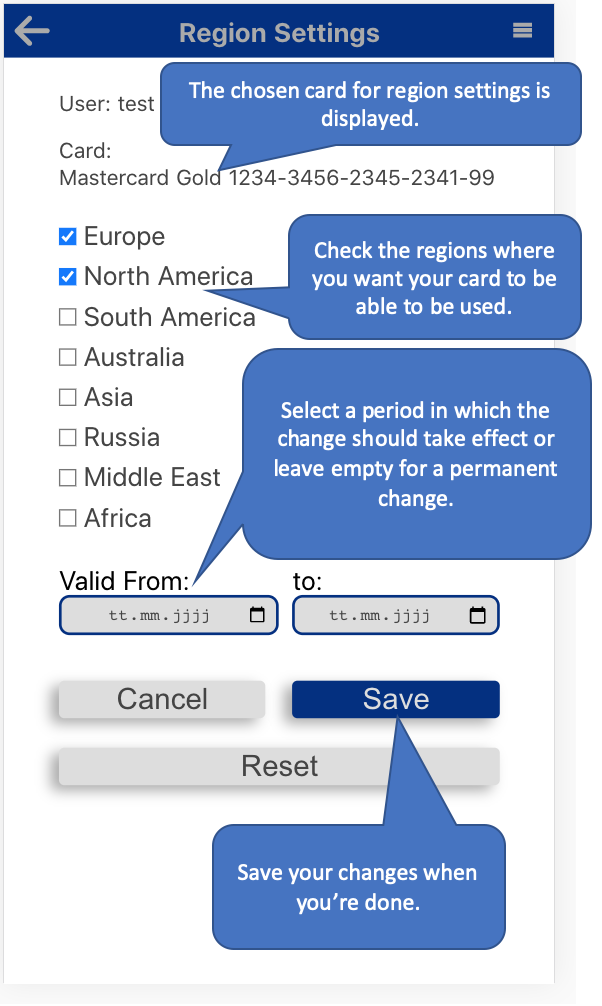 Region Settings
User: test
The chosen card for region settings is
displayed.
Card:
Mastercard Gold 1234-3456-2345-2341-99
Europe
North America
South America
Australia
Asia
Russia
Middle East
Africa
Check the regions where
you want your card to be
able to be used.
Select a period in which the
change should take effect or
leave empty for a permanent
change.
Valid From: to:
tt.mm.jjjj tt.mm.jjjj
Cancel Save
Reset
Save your changes when
you’re done.